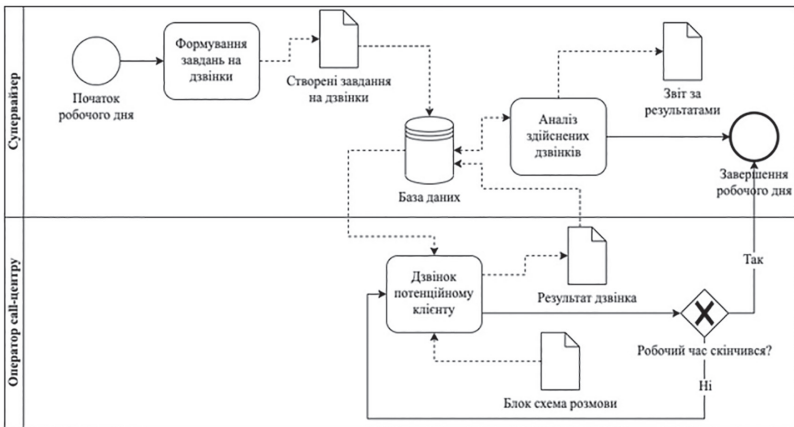 Супервайзер
Початок
робочого дня
Формування
завдань на
дзвінки
Створені завдання
на дзвінки
База даних
Аналіз
здійснених
дзвінків
Звіт за
результатами
Завершення
робочого дня
Оператор call-центру
Дзвінок
потенційному
клієнту
Результат дзвінка
Блок схема розмови
Робочий час скінчився?
Так
Ні